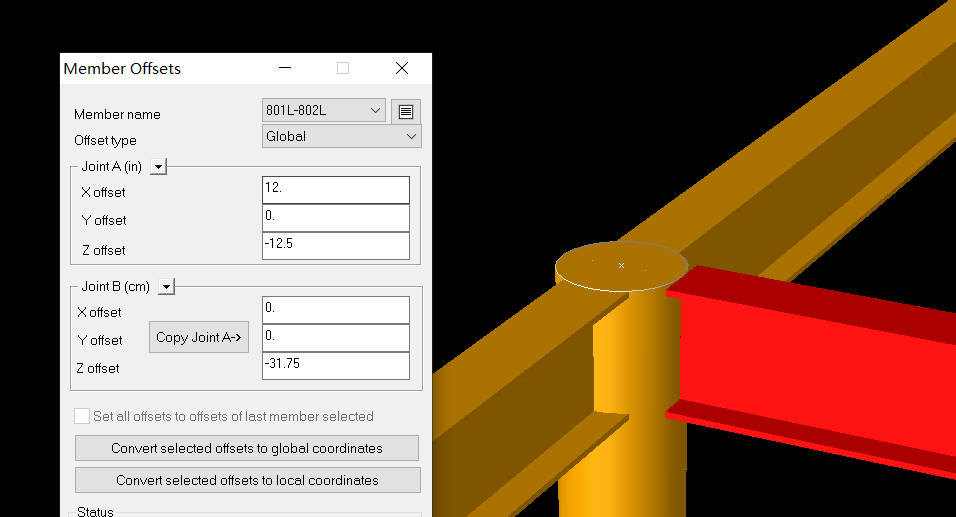 Member Offsets
Member name 801L-802L
Offset type Global
Joint A (in)
X offset 12.
Y offset 0.
Z offset -12.5
Joint B (cm)
X offset 0.
Y offset Copy Joint A-> 0.
Z offset -31.75
Set all offsets to offsets of last member selected
Convert selected offsets to global coordinates
Convert selected offsets to local coordinates
Status